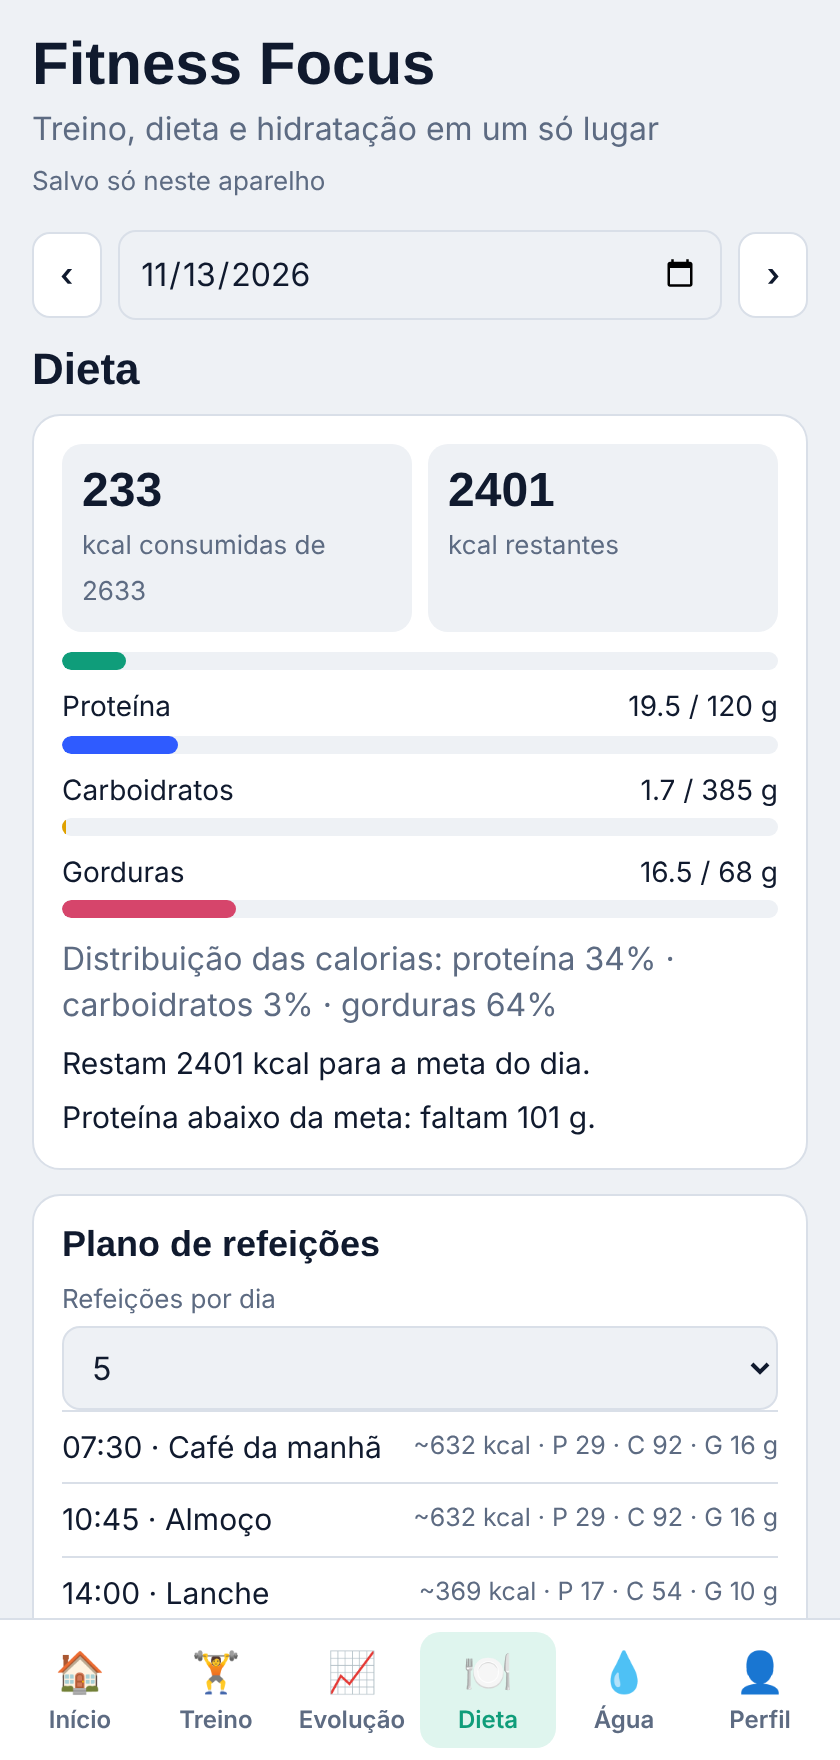 Fitness Focus
Treino, dieta e hidratação em um só lugar
Salvo só neste aparelho
‹ 11/13/2026 ›
Dieta
233 2401
kcal consumidas de kcal restantes
2633
Proteína 19.5 / 120 g
Carboidratos 1.7 / 385 g
Gorduras 16.5 / 68 g
Distribuição das calorias: proteína 34% ·
carboidratos 3% · gorduras 64%
Restam 2401 kcal para a meta do dia.
Proteína abaixo da meta: faltam 101 g.
Plano de refeições
Refeições por dia
5
07:30 · Café da manhã ~632 kcal · P 29 · C 92 · G 16 g
10:45 · Almoço ~632 kcal · P 29 · C 92 · G 16 g
14:00 · Lanche ~369 kcal · P 17 · C 54 · G 10 g
Início Treino Evolução Dieta Água Perfil